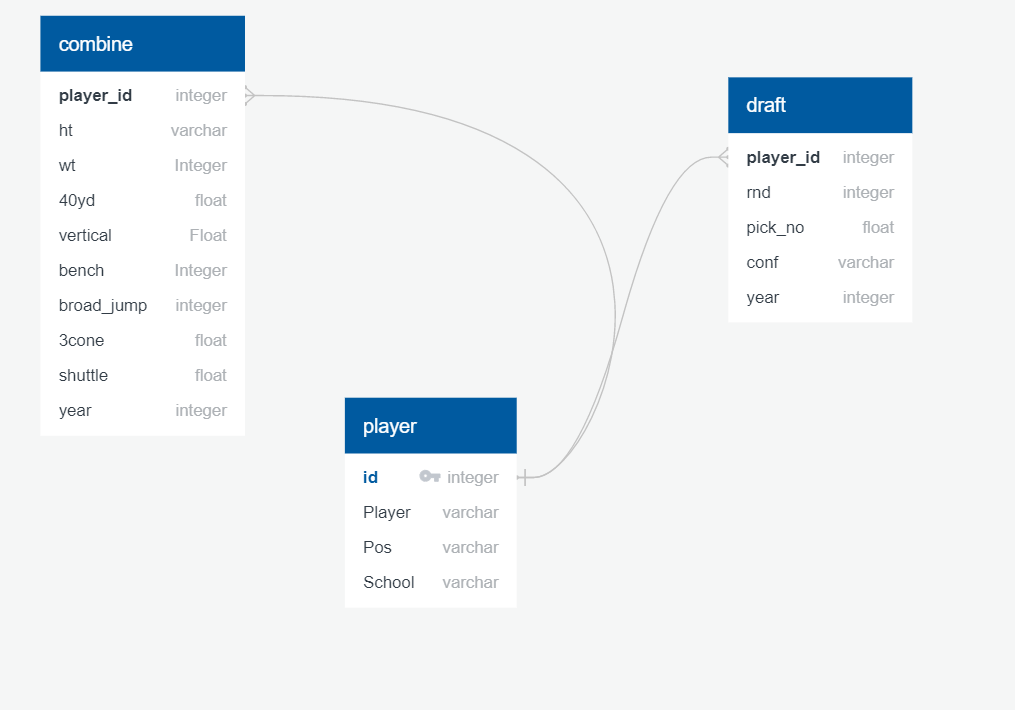 combine
player_id integer
ht varchar
wt Integer
40yd float
vertical Float
bench Integer
broad_jump integer
3cone float
shuttle float
year integer
draft
player_id integer
rnd integer
pick_no float
conf varchar
year integer
player
id integer
Player varchar
Pos varchar
School varchar